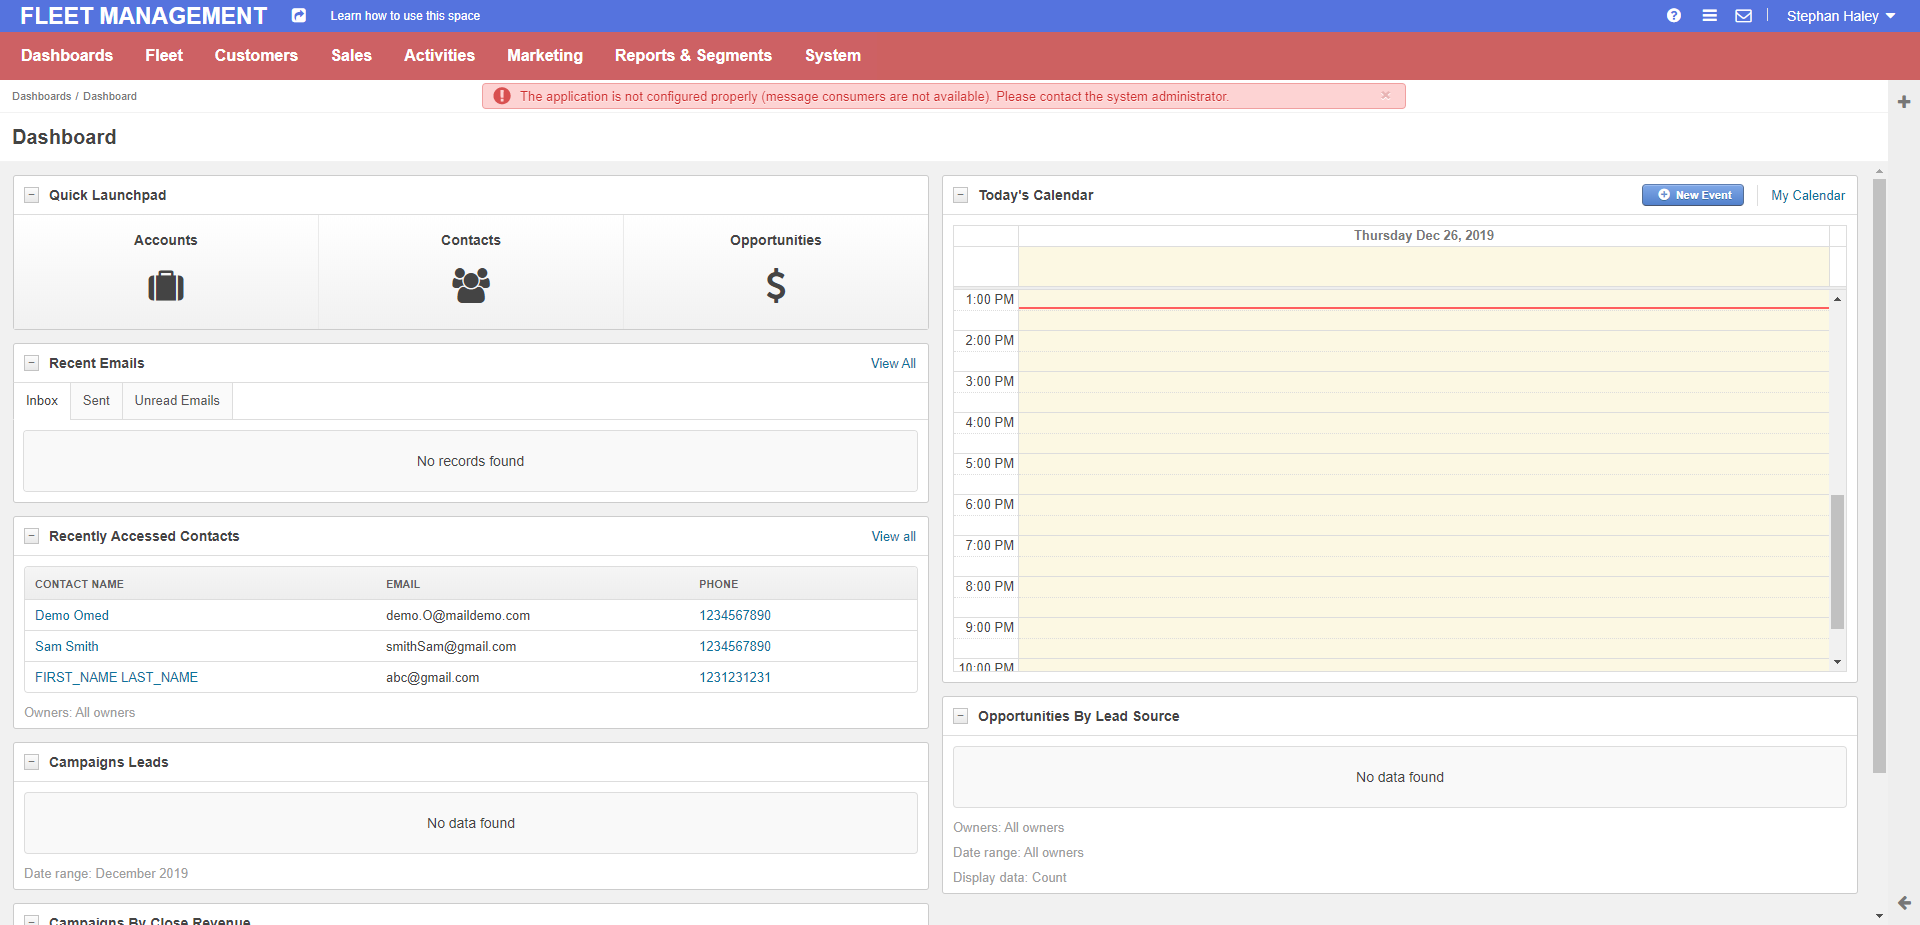 FLEET MANAGEMENT
Learn how to use this space
Stephan Haley
Dashboards Fleet Customers Sales Activities Marketing Reports & Segments System
Dashboards / Dashboard
The application is not configured properly (message consumers are not available). Please contact the system administrator.
Dashboard
Quick Launchpad
Accounts Contacts Opportunities
Recent Emails View All
Inbox Sent Unread Emails
No records found
Recently Accessed Contacts View all
CONTACT NAME EMAIL PHONE
Demo Omed demo.O@maildemo.com 1234567890
Sam Smith smithSam@gmail.com 1234567890
FIRST_NAME LAST_NAME abc@gmail.com 1231231231
Owners: All owners
Campaigns Leads
No data found
Date range: December 2019
Campaigns By Close Revenue
Today's Calendar New Event My Calendar
Thursday Dec 26, 2019
1:00 PM
2:00 PM
3:00 PM
4:00 PM
5:00 PM
6:00 PM
7:00 PM
8:00 PM
9:00 PM
10:00 PM
Opportunities By Lead Source
No data found
Owners: All owners
Date range: All owners
Display data: Count